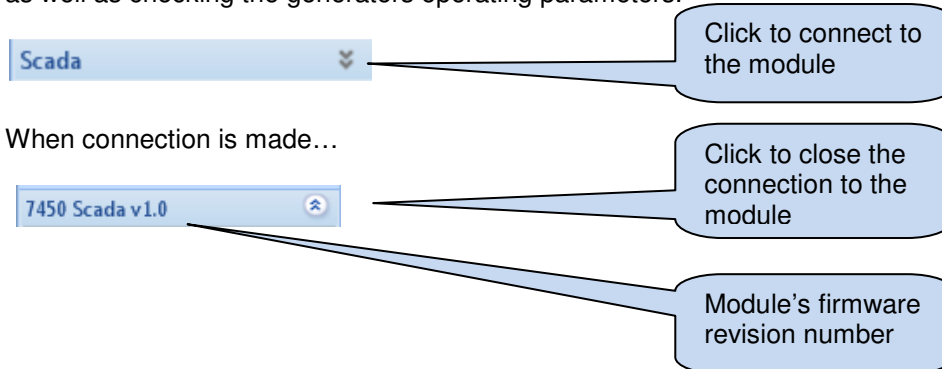 as well as checking the generators operating parameters.
Scada
Click to connect to
the module
When connection is made…
7450 Scada v1.0
Click to close the
connection to the
module
Module's firmware
revision number